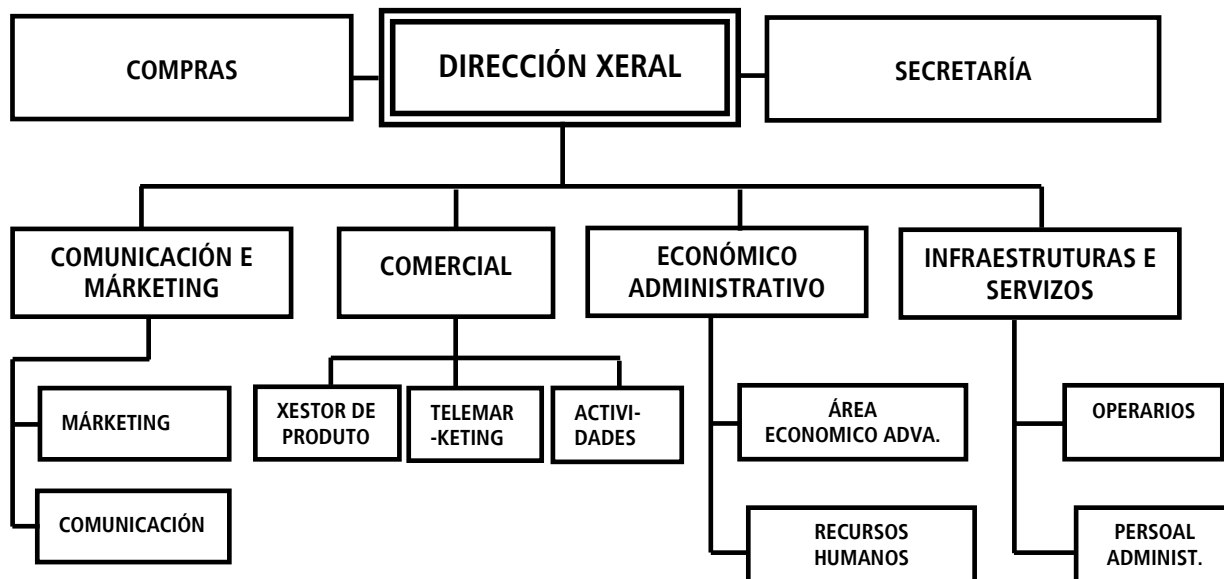 COMPRAS
DIRECCIÓN XERAL
SECRETARÍA
COMUNICACIÓN E
MÁRKETING
COMERCIAL
ECONÓMICO
ADMINISTRATIVO
INFRAESTRUTURAS E
SERVIZOS
MÁRKETING
COMUNICACIÓN
XESTOR DE
PRODUTO
TELEMAR
-KETING
ACTIVI-
DADES
ÁREA
ECONOMICO ADVA.
RECURSOS
HUMANOS
OPERARIOS
PERSOAL
ADMINIST.